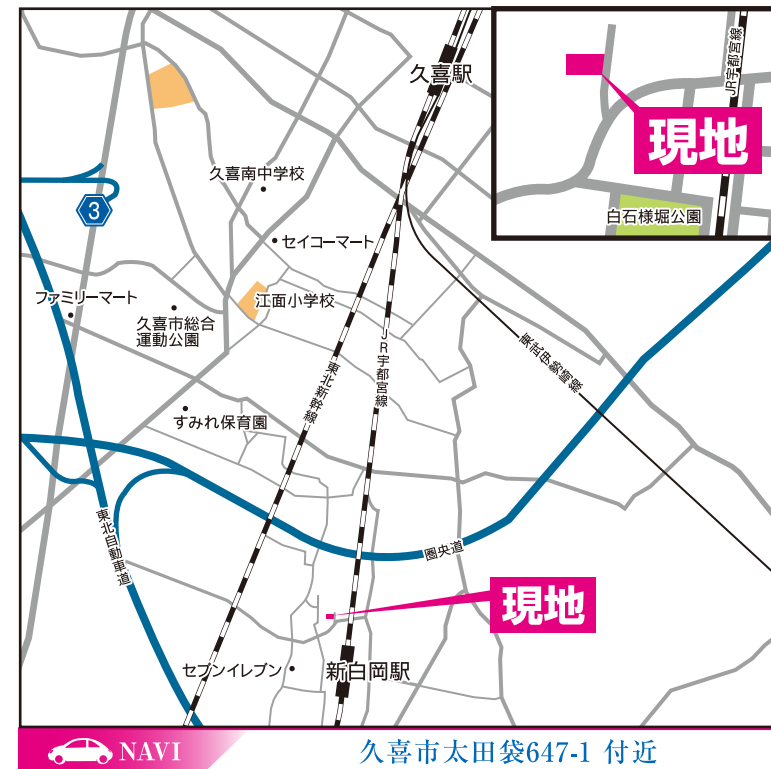 久喜駅
JR宇都宮線
現地
白石様堀公園
久喜南中学校
3
セイコーマート
ファミリーマート
江面小学校
久喜市総合
運動公園
JR宇都宮線
東北新幹線
東武伊勢崎線
すみれ保育園
東北自動車道
圏央道
現地
セブンイレブン
新白岡駅
NAVI
久喜市太田袋647-1 付近